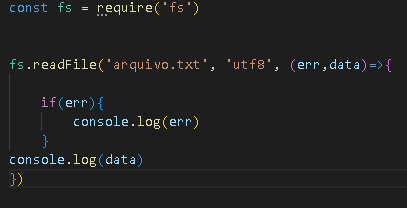 const fs = require('fs')
fs.readFile('arquivo.txt', 'utf8', (err,data)=>{
if(err){
console.log(err)
}
console.log(data)
})